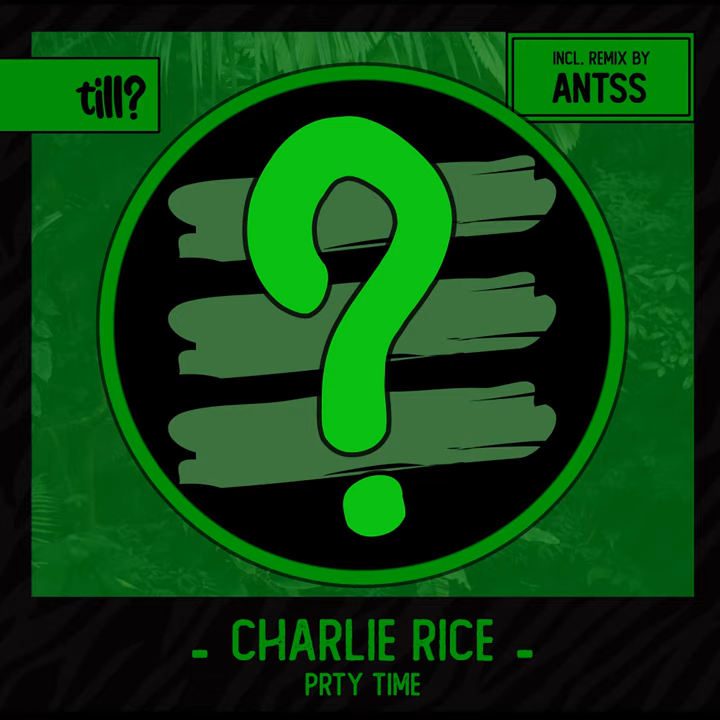 till?
INCL. REMIX BY
ANTSS
?
- CHARLIE RICE -
PRTY TIME